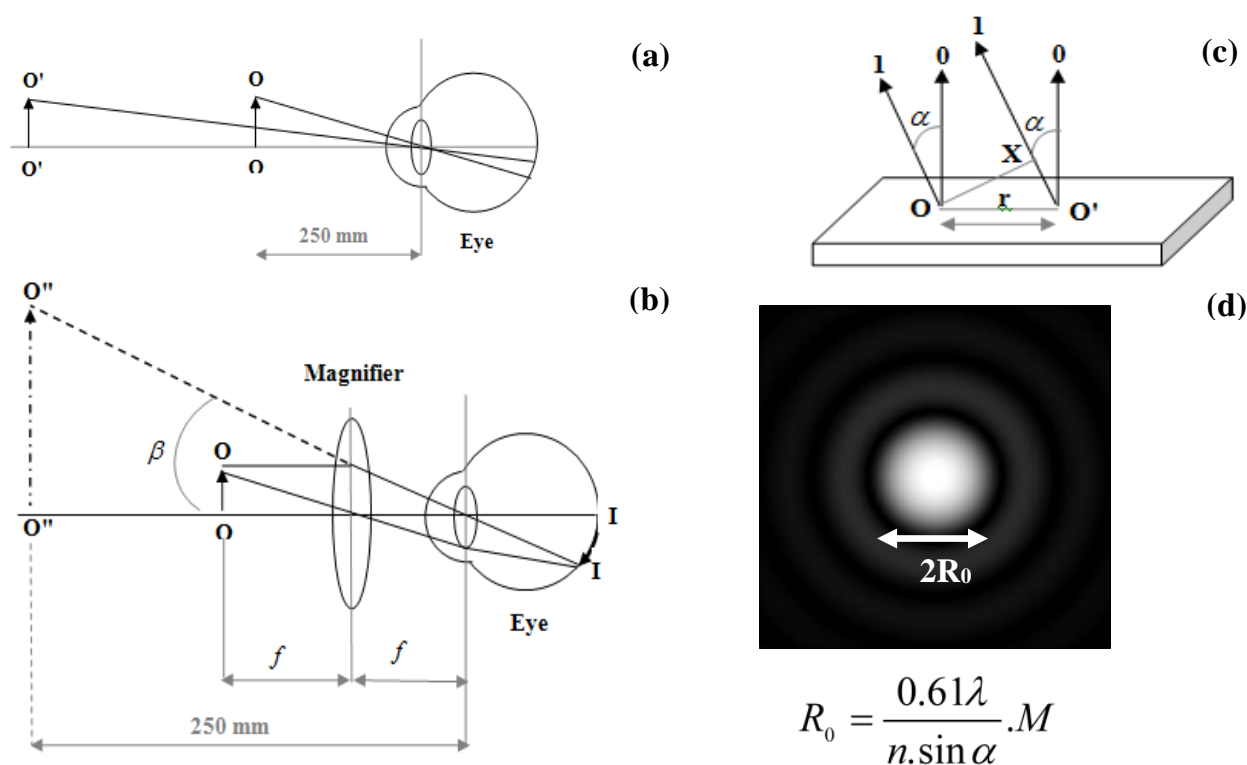 (a)
O' O
O' O
250 mm
Eye
1 0 1 0
(c)
α α
X
O r O'
O"
(b)
Magnifier
β
O
O" O I
I
Eye
f f
250 mm
(d)
2R₀
R₀ = 0.61λ / n.sin α .M